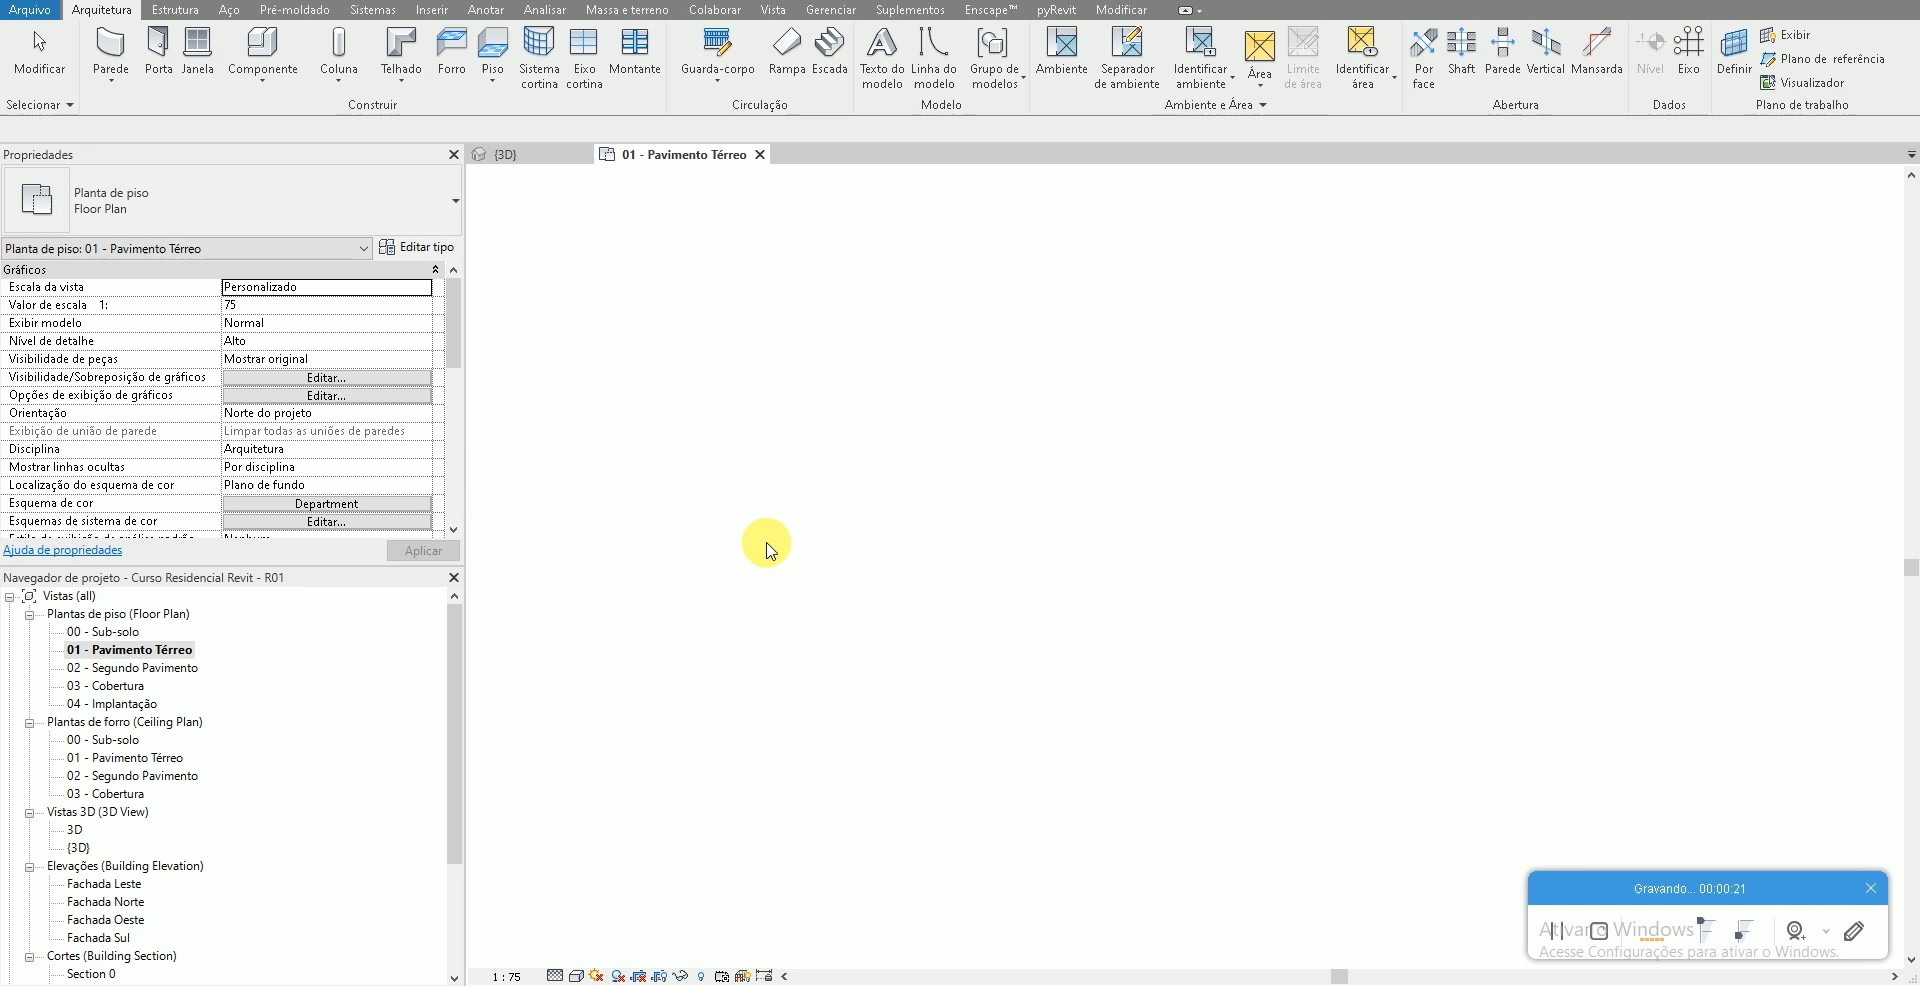 Arquivo Arquitetura Estrutura Aço Pré-moldado Sistemas Inserir Anotar Analisar Massa e terreno Colaborar Vista Gerenciar Suplementos Enscape™ pyRevit Modificar
Modificar Parede Porta Janela Componente Coluna Telhado Forro Piso Sistema cortina Eixo cortina Montante Guarda-corpo Rampa Escada Texto do modelo Linha do modelo Grupo de modelos Ambiente Separador de ambiente Identificar ambiente Área Limite de área Identificar área Por face Shaft Parede Vertical Mansarda Nível Eixo Definir
Exibir
Plano de referência
Visualizador
Selecionar Construir Circulação Modelo Ambiente e Área Abertura Dados Plano de trabalho
Propriedades
{3D} 01 - Pavimento Térreo
Planta de piso
Floor Plan
Planta de piso: 01 - Pavimento Térreo Editar tipo
Gráficos
Escala da vista Personalizado
Valor de escala 1: 75
Exibir modelo Normal
Nível de detalhe Alto
Visibilidade de peças Mostrar original
Visibilidade/Sobreposição de gráficos Editar...
Opções de exibição de gráficos Editar...
Orientação Norte do projeto
Exibição de união de parede Limpar todas as uniões de paredes
Disciplina Arquitetura
Mostrar linhas ocultas Por disciplina
Localização do esquema de cor Plano de fundo
Esquema de cor Department
Esquemas de sistema de cor Editar...
Ajuda de propriedades Aplicar
Navegador de projeto - Curso Residencial Revit - R01
Vistas (all)
Plantas de piso (Floor Plan)
00 - Sub-solo
01 - Pavimento Térreo
02 - Segundo Pavimento
03 - Cobertura
04 - Implantação
Plantas de forro (Ceiling Plan)
00 - Sub-solo
01 - Pavimento Térreo
02 - Segundo Pavimento
03 - Cobertura
Vistas 3D (3D View)
3D
{3D}
Elevações (Building Elevation)
Fachada Leste
Fachada Norte
Fachada Oeste
Fachada Sul
Cortes (Building Section)
Section 0
1 : 75
Gravando... 00:00:21
Ativar o Windows
Acesse Configurações para ativar o Windows.